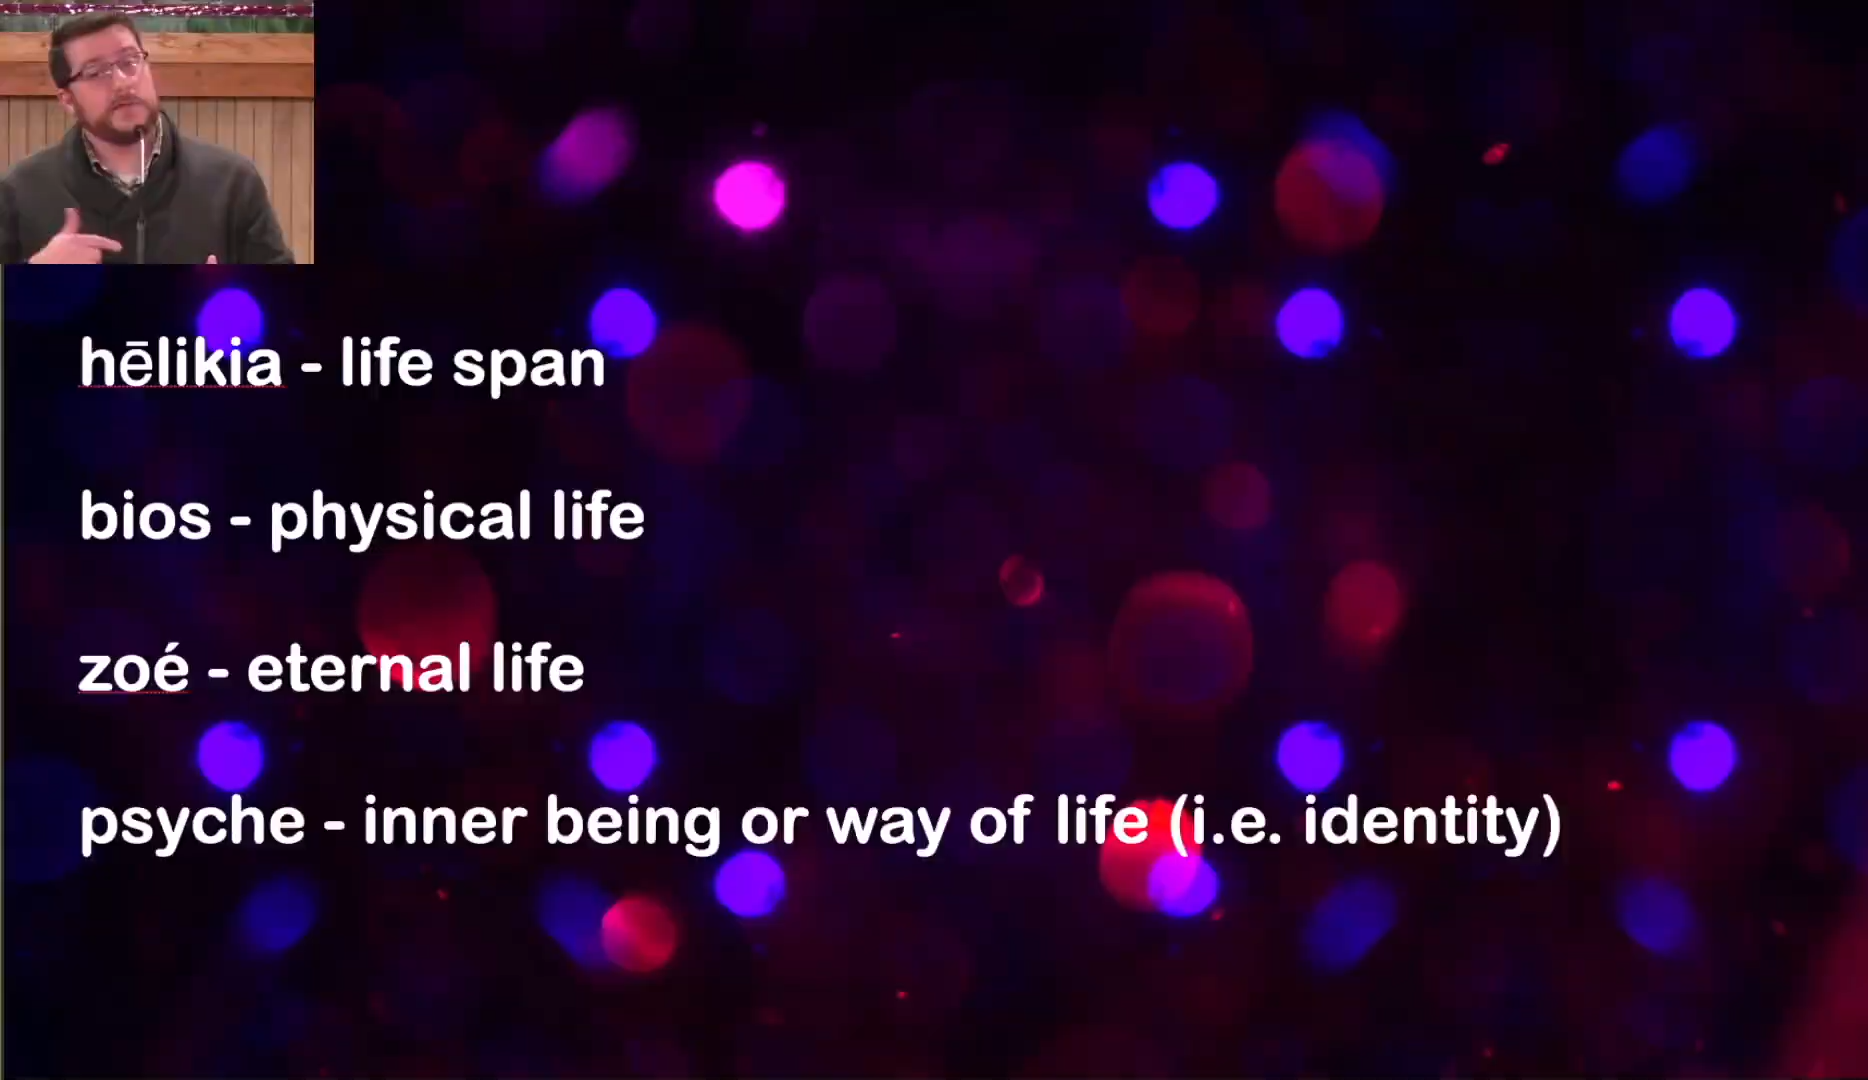 hēlikia - life span
bios - physical life
zoé - eternal life
psyche - inner being or way of life (i.e. identity)